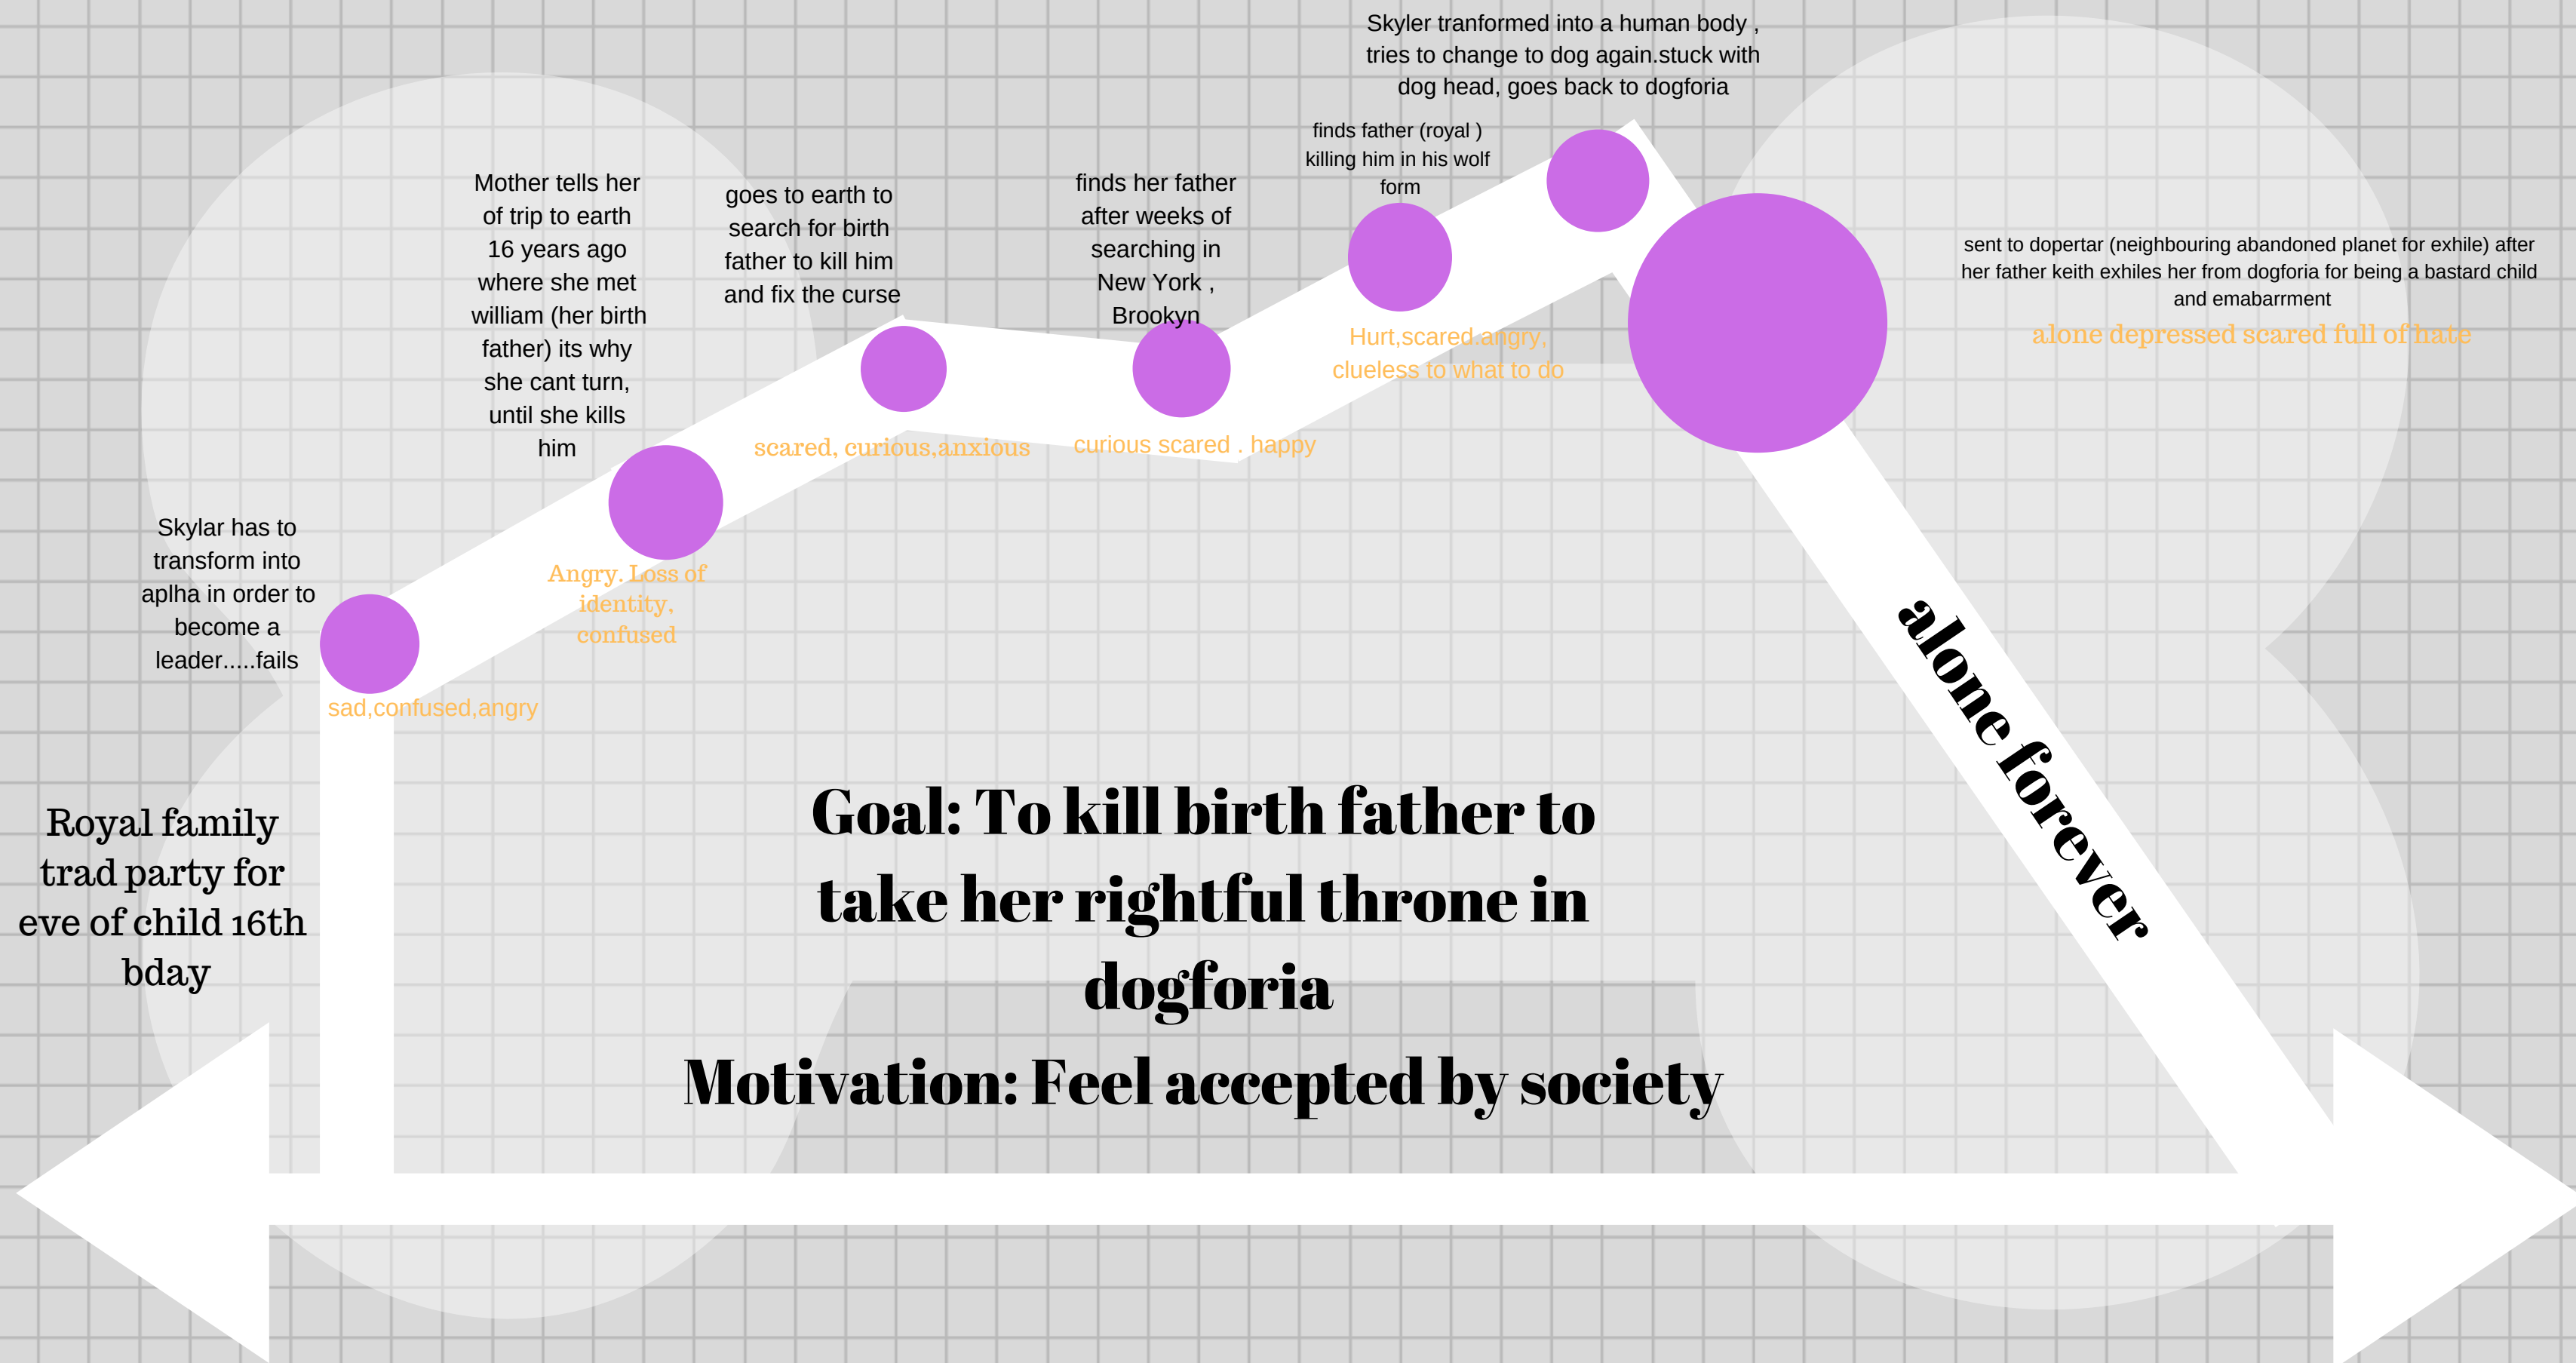 Royal family
trad party for
eve of child 16th
bday
Skylar has to
transform into
aplha in order to
become a
leader.....fails
sad,confused,angry
Mother tells her
of trip to earth
16 years ago
where she met
william (her birth
father) its why
she cant turn,
until she kills
him
Angry. Loss of
identity,
confused
goes to earth to
search for birth
father to kill him
and fix the curse
scared, curious,anxious
finds her father
after weeks of
searching in
New York ,
Brookyn
curious scared . happy
finds father (royal )
killing him in his wolf
form
Hurt,scared.angry,
clueless to what to do
Skyler tranformed into a human body ,
tries to change to dog again.stuck with
dog head, goes back to dogforia
sent to dopertar (neighbouring abandoned planet for exhile) after
her father keith exhiles her from dogforia for being a bastard child
and emabarrment
alone depressed scared full of hate
alone forever
Goal: To kill birth father to
take her rightful throne in
dogforia
Motivation: Feel accepted by society